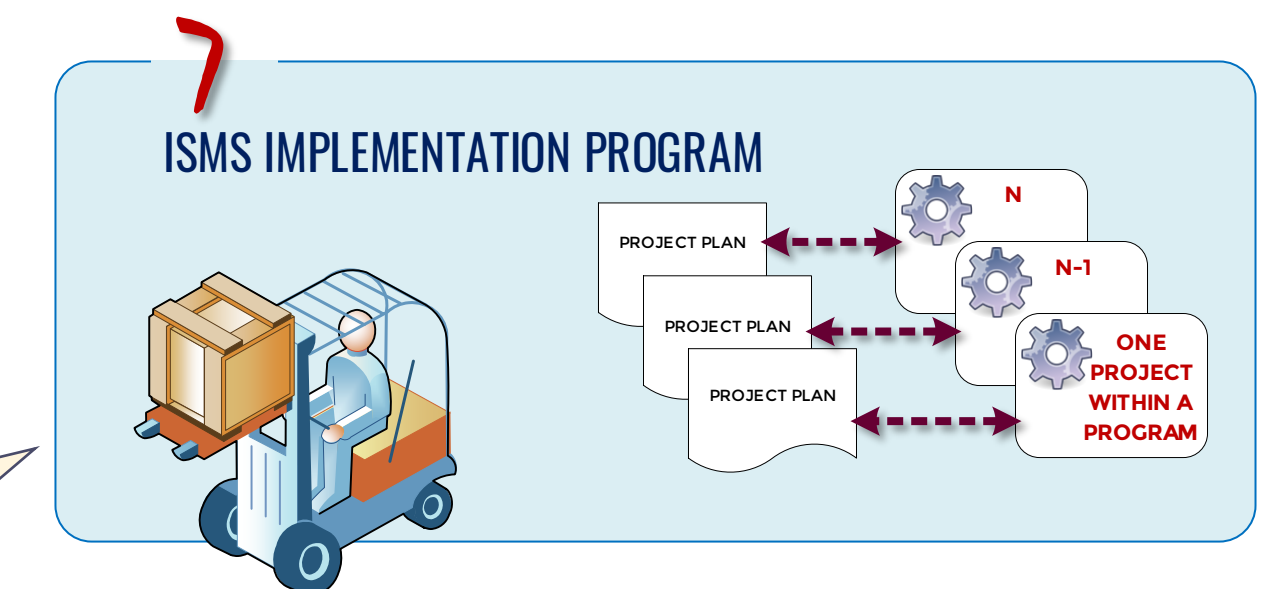 7
ISMS IMPLEMENTATION PROGRAM
PROJECT PLAN
N
PROJECT PLAN
N-1
PROJECT PLAN
ONE
PROJECT
WITHIN A
PROGRAM